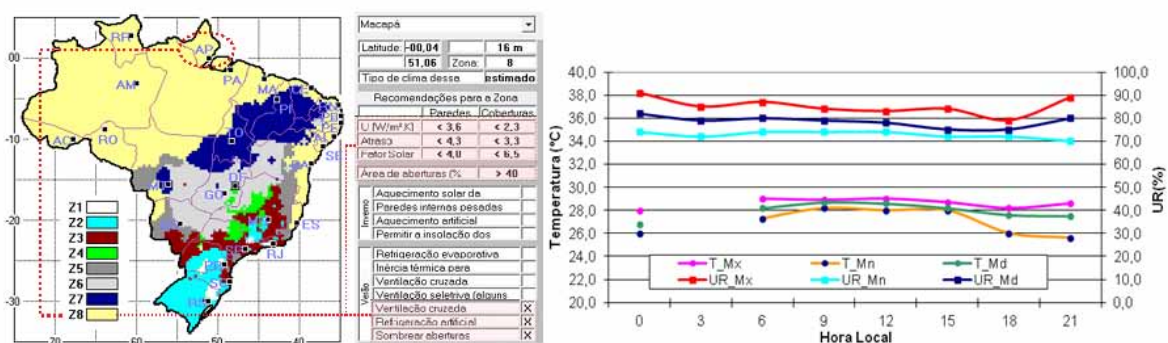 RR
AP
AM
PA
MA
PI
TO
AC
RO
SE
BA
GO
DF
ES
RJ
SP
PR
RS
00
-10
-20
-30
-70
-60
-50
-40
Z1
Z2
Z3
Z4
Z5
Z6
Z7
Z8
Macapá
Latitude: -00,04 16 m
51,06 Zona: 8
Tipo de clima dessa estimado
Recomendações para a Zona
Paredes Coberturas
U [W/m².K] < 3,6 < 2,3
Atraso < 4,3 < 3,3
Fator Solar < 4,0 < 6,5
Área de aberturas (% > 40
Inverno
Aquecimento solar da
Paredes internas pesadas
Aquecimento artificial
Permitir a insolação dos
Verão
Refrigeração evaporativa
Inércia térmica para
Ventilação cruzada
Ventilação seletiva (alguns
Ventilação cruzada X
Refrigeração artificial X
Sombrear aberturas X
Temperatura (°C)
40,0
38,0
36,0
34,0
32,0
30,0
28,0
26,0
24,0
22,0
20,0
UR(%)
100,0
90,0
80,0
70,0
60,0
50,0
40,0
30,0
20,0
10,0
0,0
T_Mx T_Mn T_Md
UR_Mx UR_Mn UR_Md
0 3 6 9 12 15 18 21
Hora Local